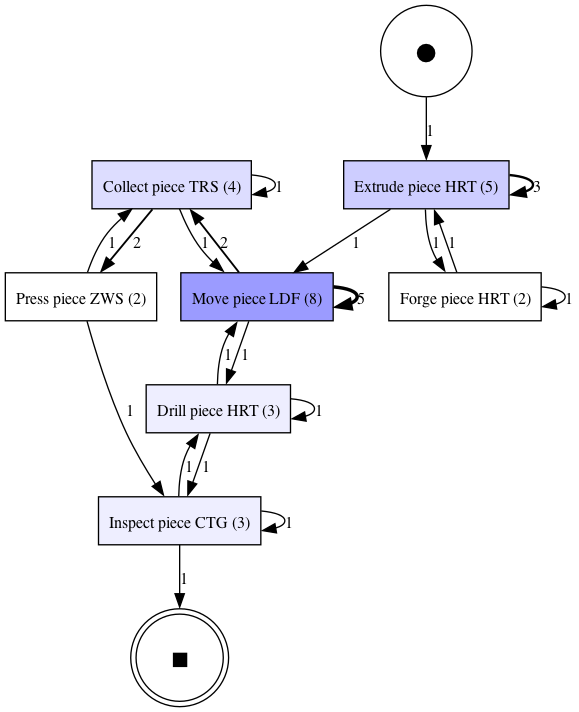 1
Collect piece TRS (4)
1
Extrude piece HRT (5)
3
1
2
1
2
1
1
1
Press piece ZWS (2)
Move piece LDF (8)
5
Forge piece HRT (2)
1
1
1
1
Drill piece HRT (3)
1
1
1
Inspect piece CTG (3)
1
1